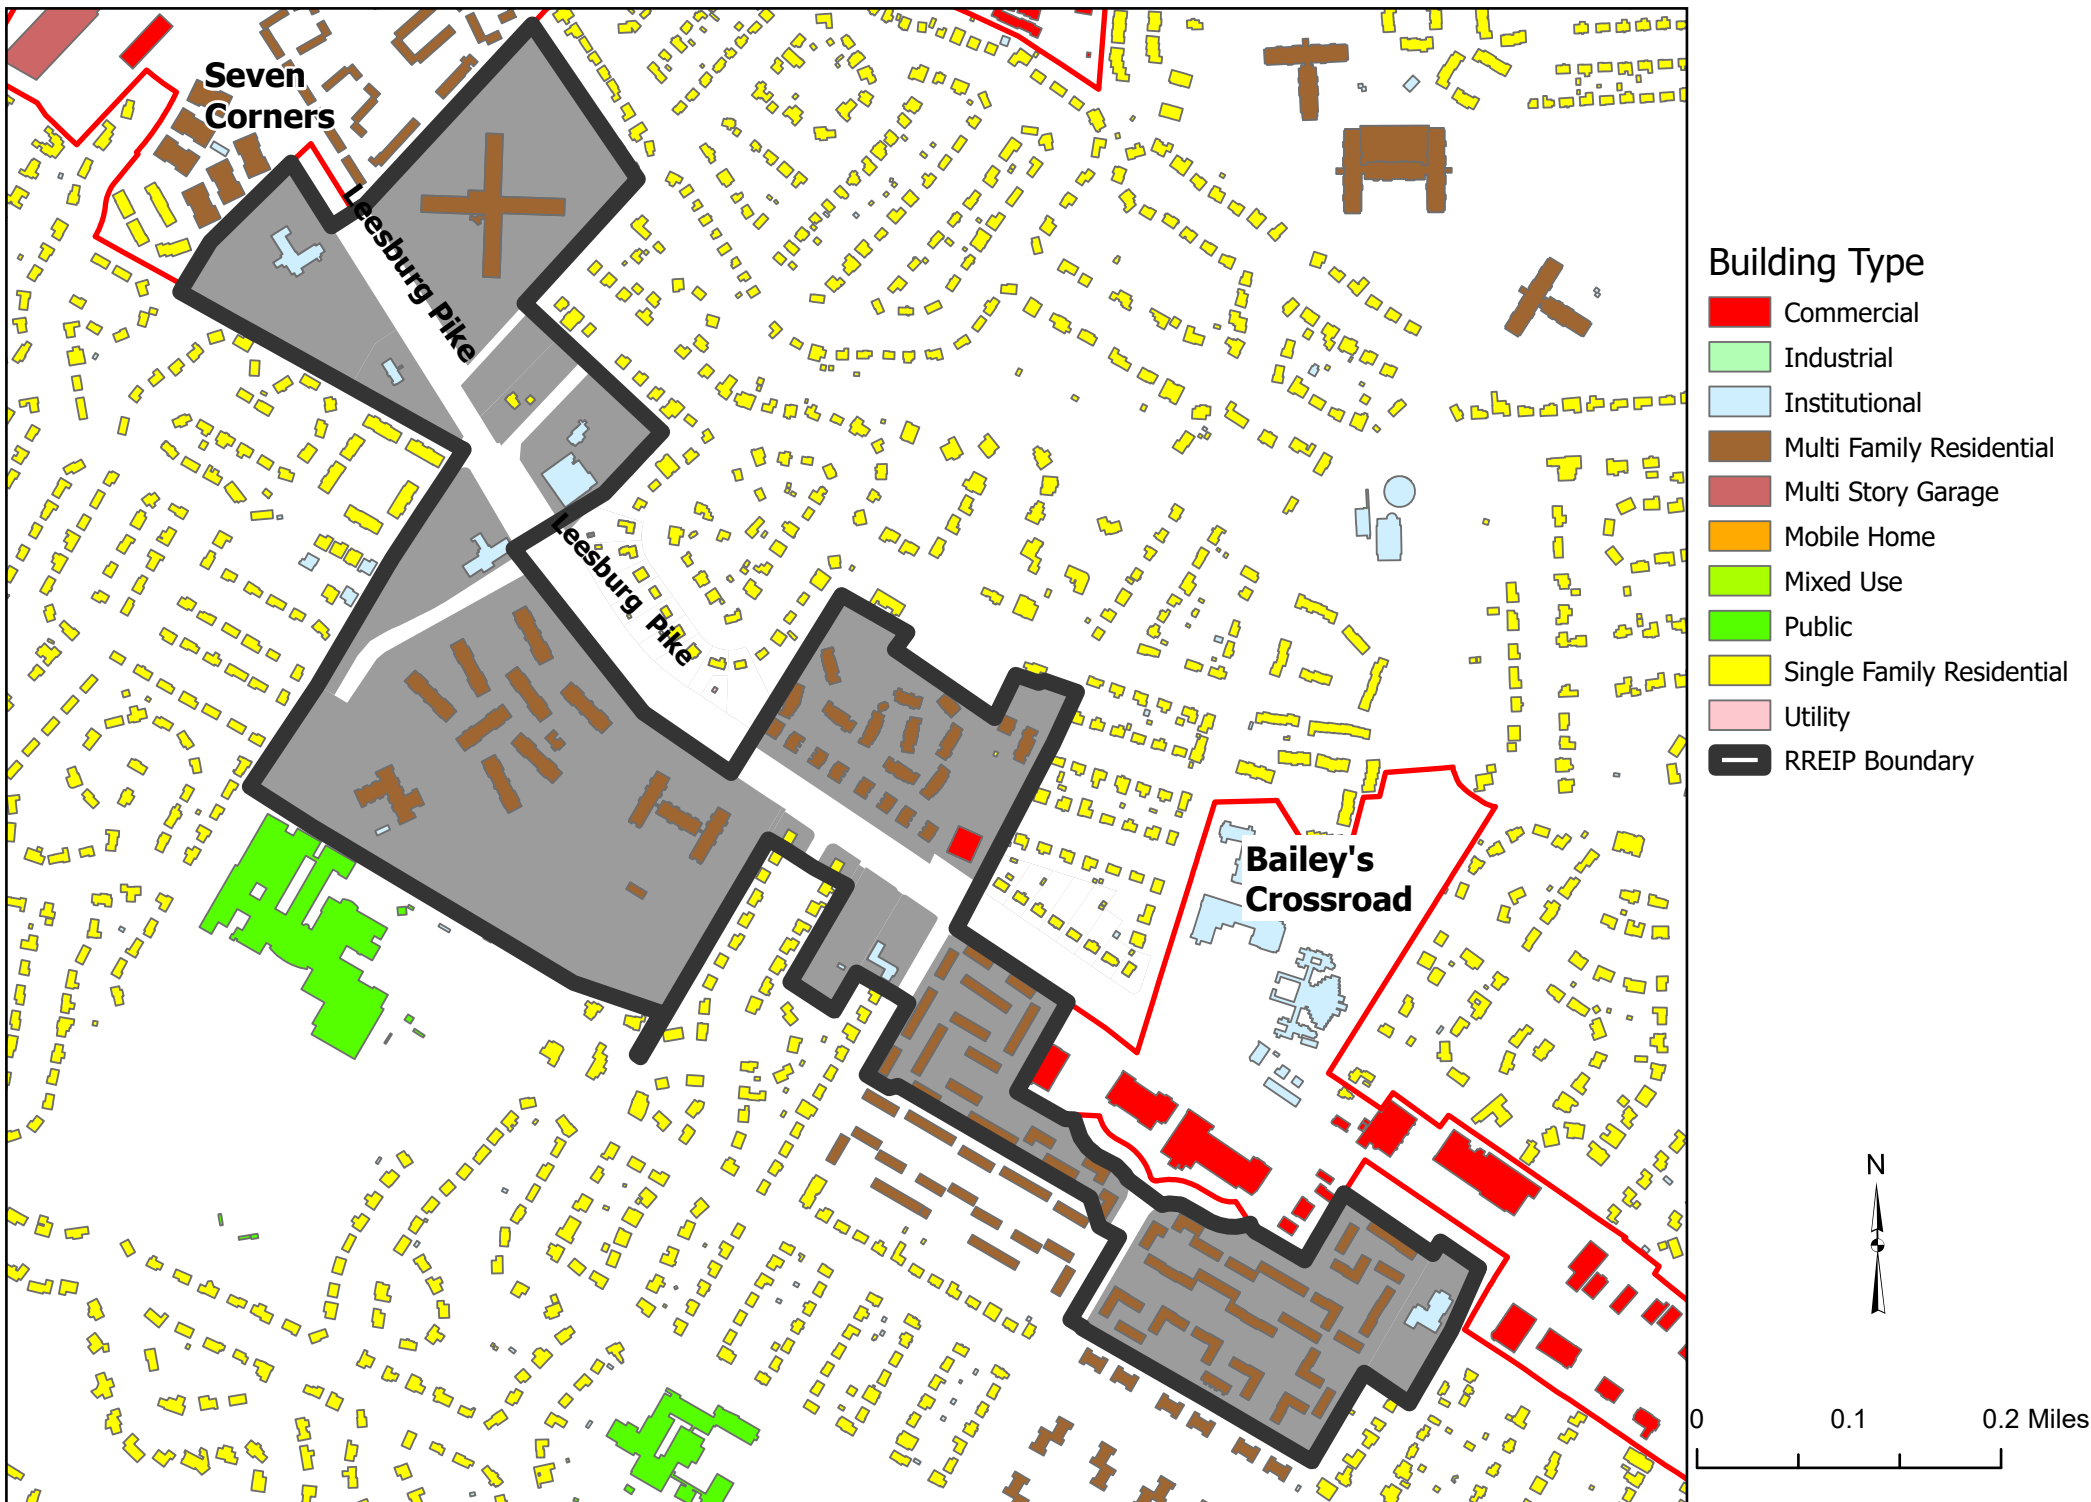 Seven
Corners
Leesburg Pike
Leesburg Pike
Bailey's
Crossroad
Building Type
Commercial
Industrial
Institutional
Multi Family Residential
Multi Story Garage
Mobile Home
Mixed Use
Public
Single Family Residential
Utility
RREIP Boundary
N
0 0.1 0.2 Miles